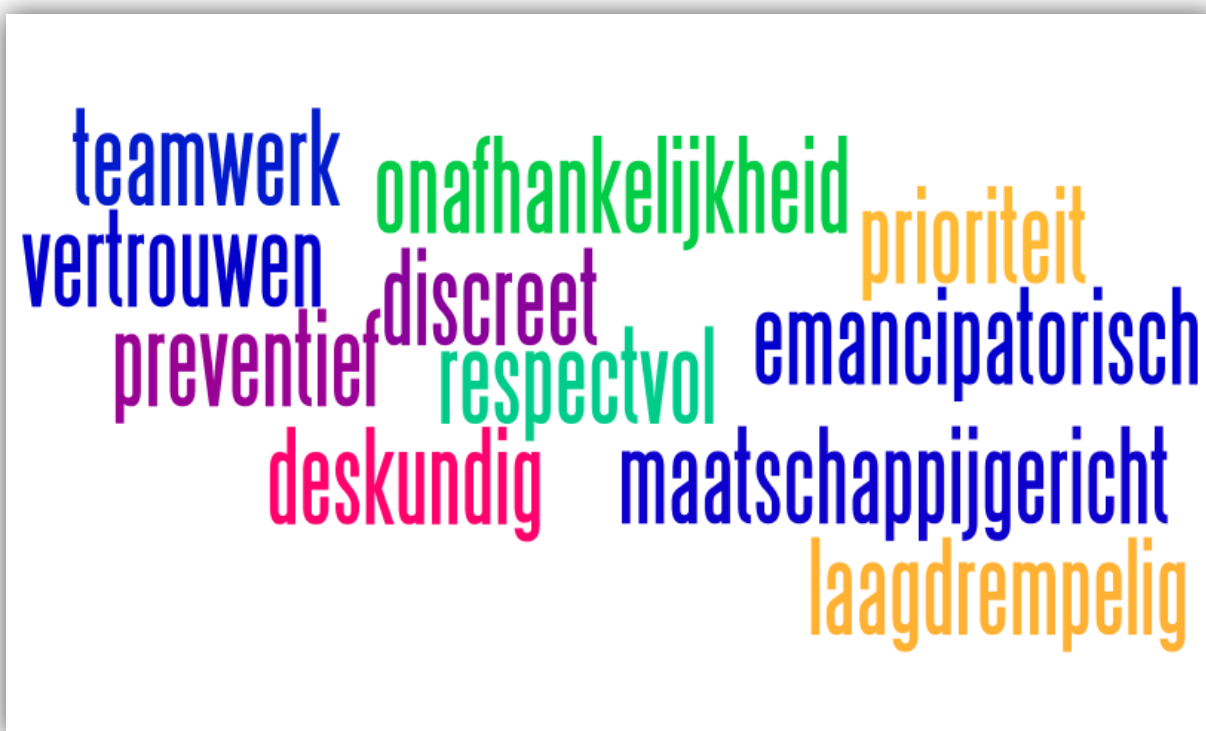 teamwerk
onafhankelijkheid
prioriteit
vertrouwen
discreet
emancipatorisch
preventief
respectvol
deskundig
maatschappijgericht
laagdrempelig